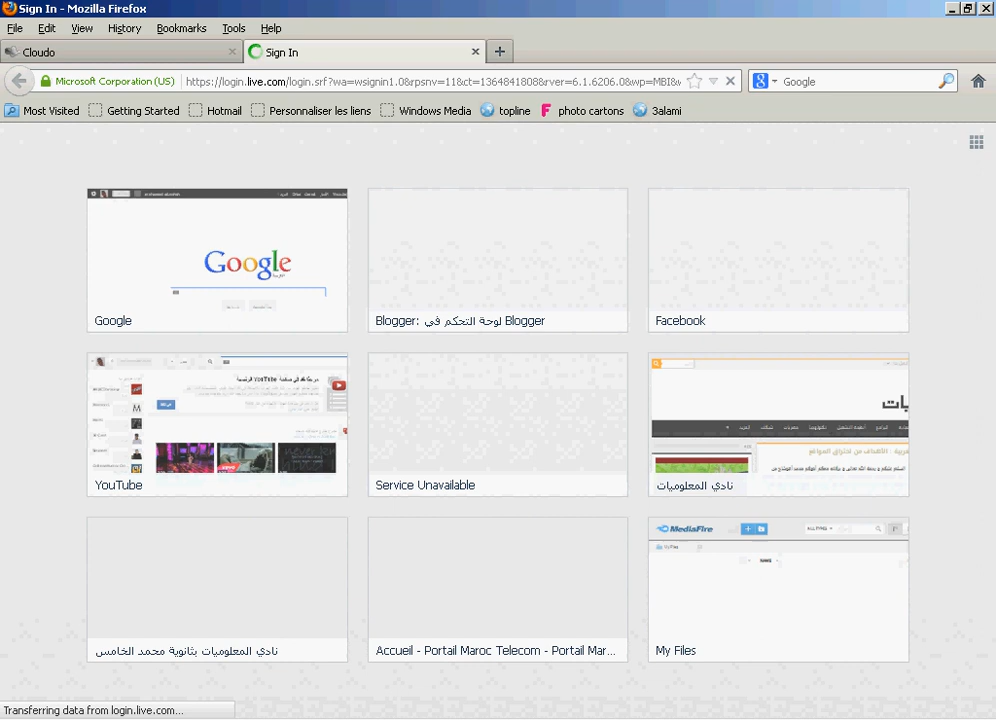 Sign In - Mozilla Firefox
File Edit View History Bookmarks Tools Help
Cloudo
Sign In
Microsoft Corporation (US)
https://login.live.com/login.srf?wa=wsignin1.0&rpsnv=11&ct=1364841808&rver=6.1.6206.0&wp=MBI&
Google
Most Visited Getting Started Hotmail Personnaliser les liens Windows Media topline photo cartons 3alami
Google
Google
Blogger: لوحة التحكم في Blogger
Facebook
YouTube
Service Unavailable
نادي المعلوميات
نادي المعلوميات بثانوية محمد الخامس
Accueil - Portail Maroc Telecom - Portail Mar...
MediaFire
My Files
My Files
Transferring data from login.live.com...